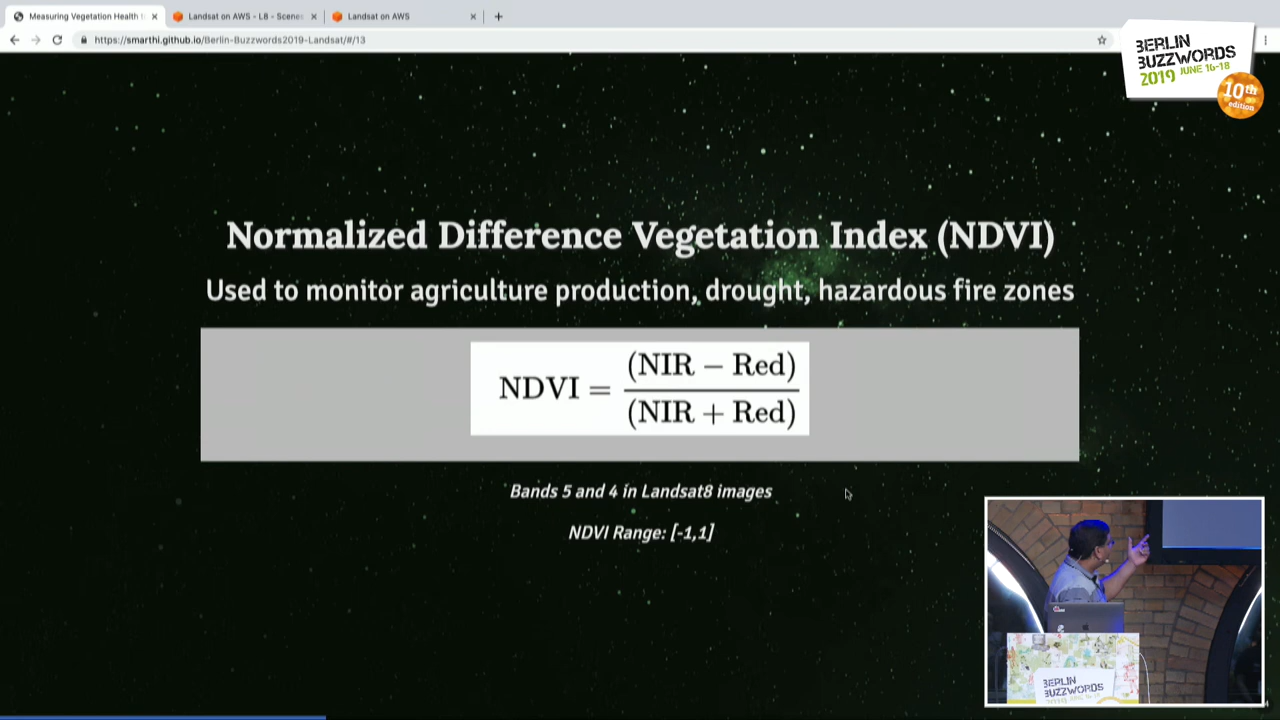 Measuring Vegetation Health
Landsat on AWS - L8 - Scene
Landsat on AWS
https://smarthi.github.io/Berlin-Buzzwords2019-Landsat/#/13
BERLIN
BUZZWORDS
2019 JUNE 16-18
10th
edition
Normalized Difference Vegetation Index (NDVI)
Used to monitor agriculture production, drought, hazardous fire zones
NDVI = (NIR − Red)
(NIR + Red)
Bands 5 and 4 in Landsat8 images
NDVI Range: [-1,1]
BERLIN
BUZZWORDS